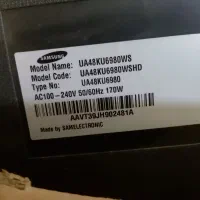 SAMSUNG
Model Name: UA48KU6980WS
Model Code: UA48KU6980WSHD
Type No: UA48KU6980
AC100-240V 50/60Hz 170W
AAVT39JH902481A
Made by SAMELECTRONIC